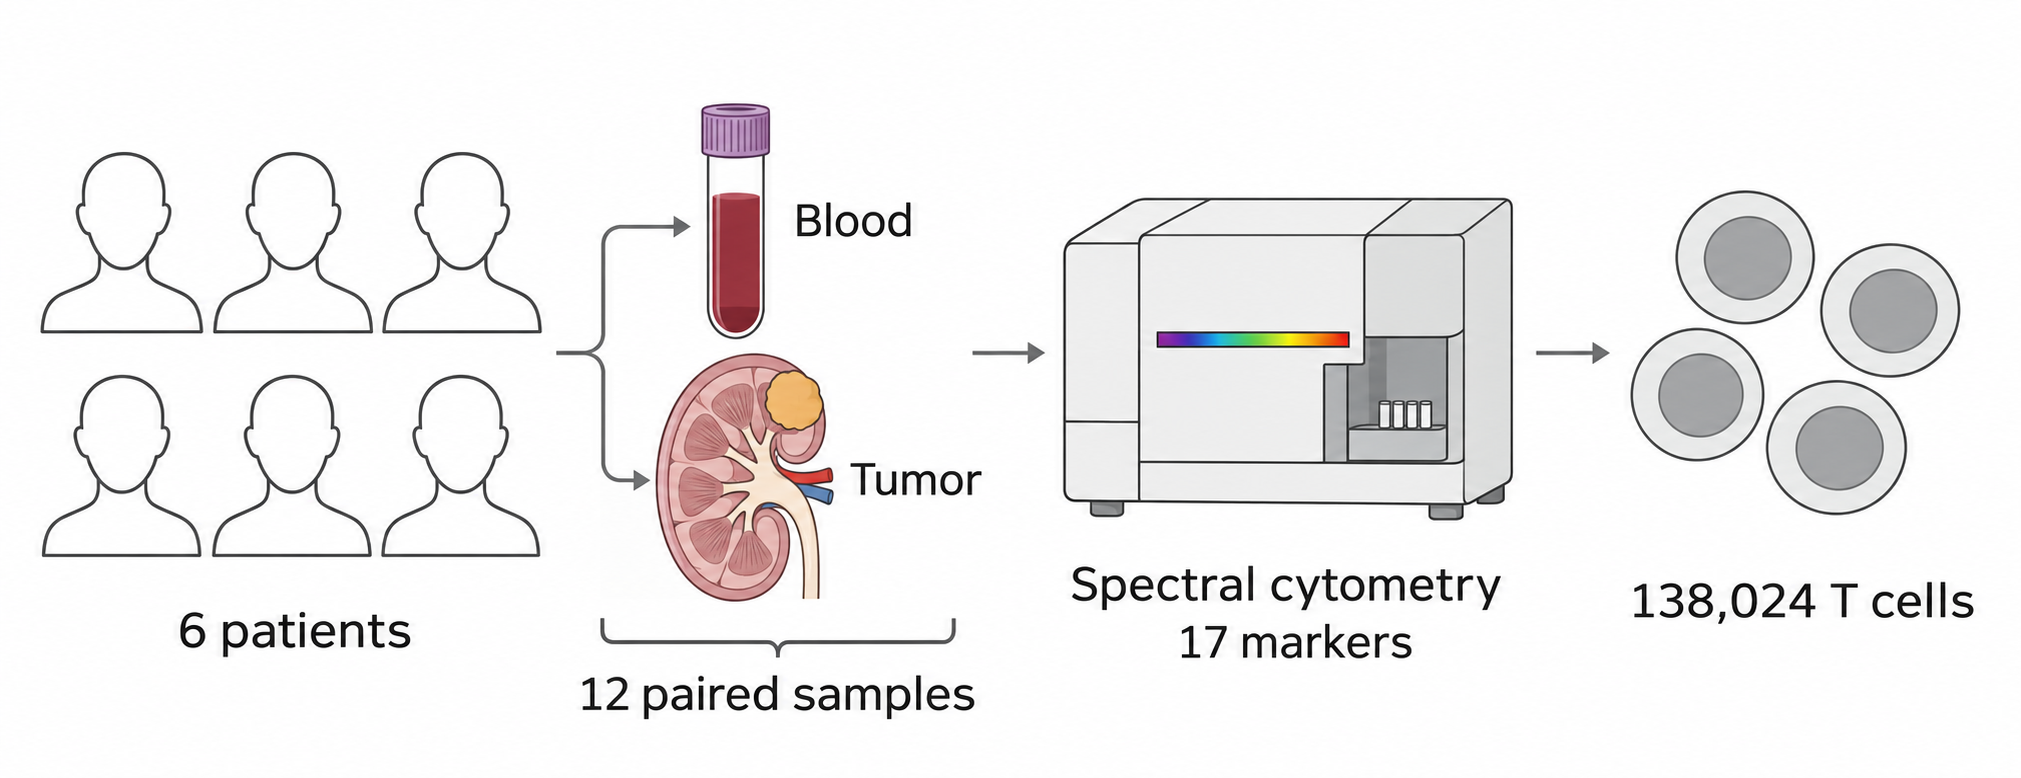 Blood
Tumor
6 patients
12 paired samples
Spectral cytometry
17 markers
138,024 T cells